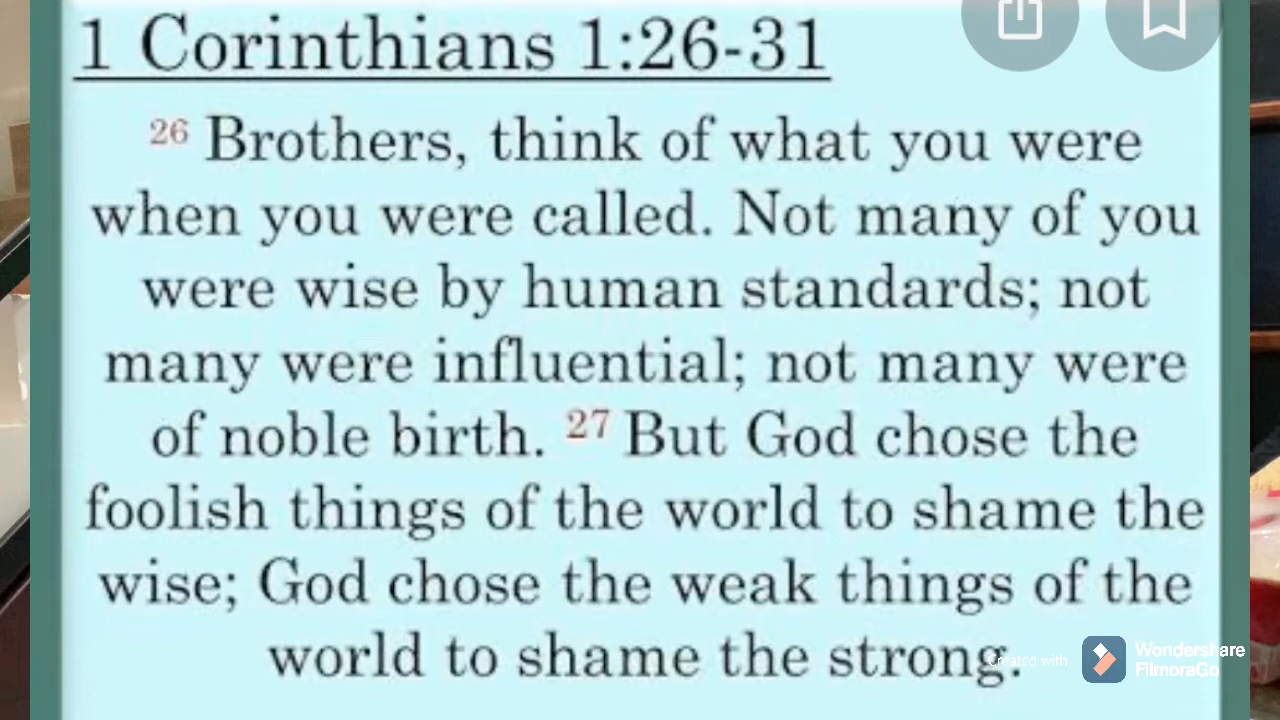 1 Corinthians 1:26-31
26 Brothers, think of what you were
when you were called. Not many of you
were wise by human standards; not
many were influential; not many were
of noble birth. 27 But God chose the
foolish things of the world to shame the
wise; God chose the weak things of the
world to shame the strong.
Created with
Wondershare
FilmoraGo